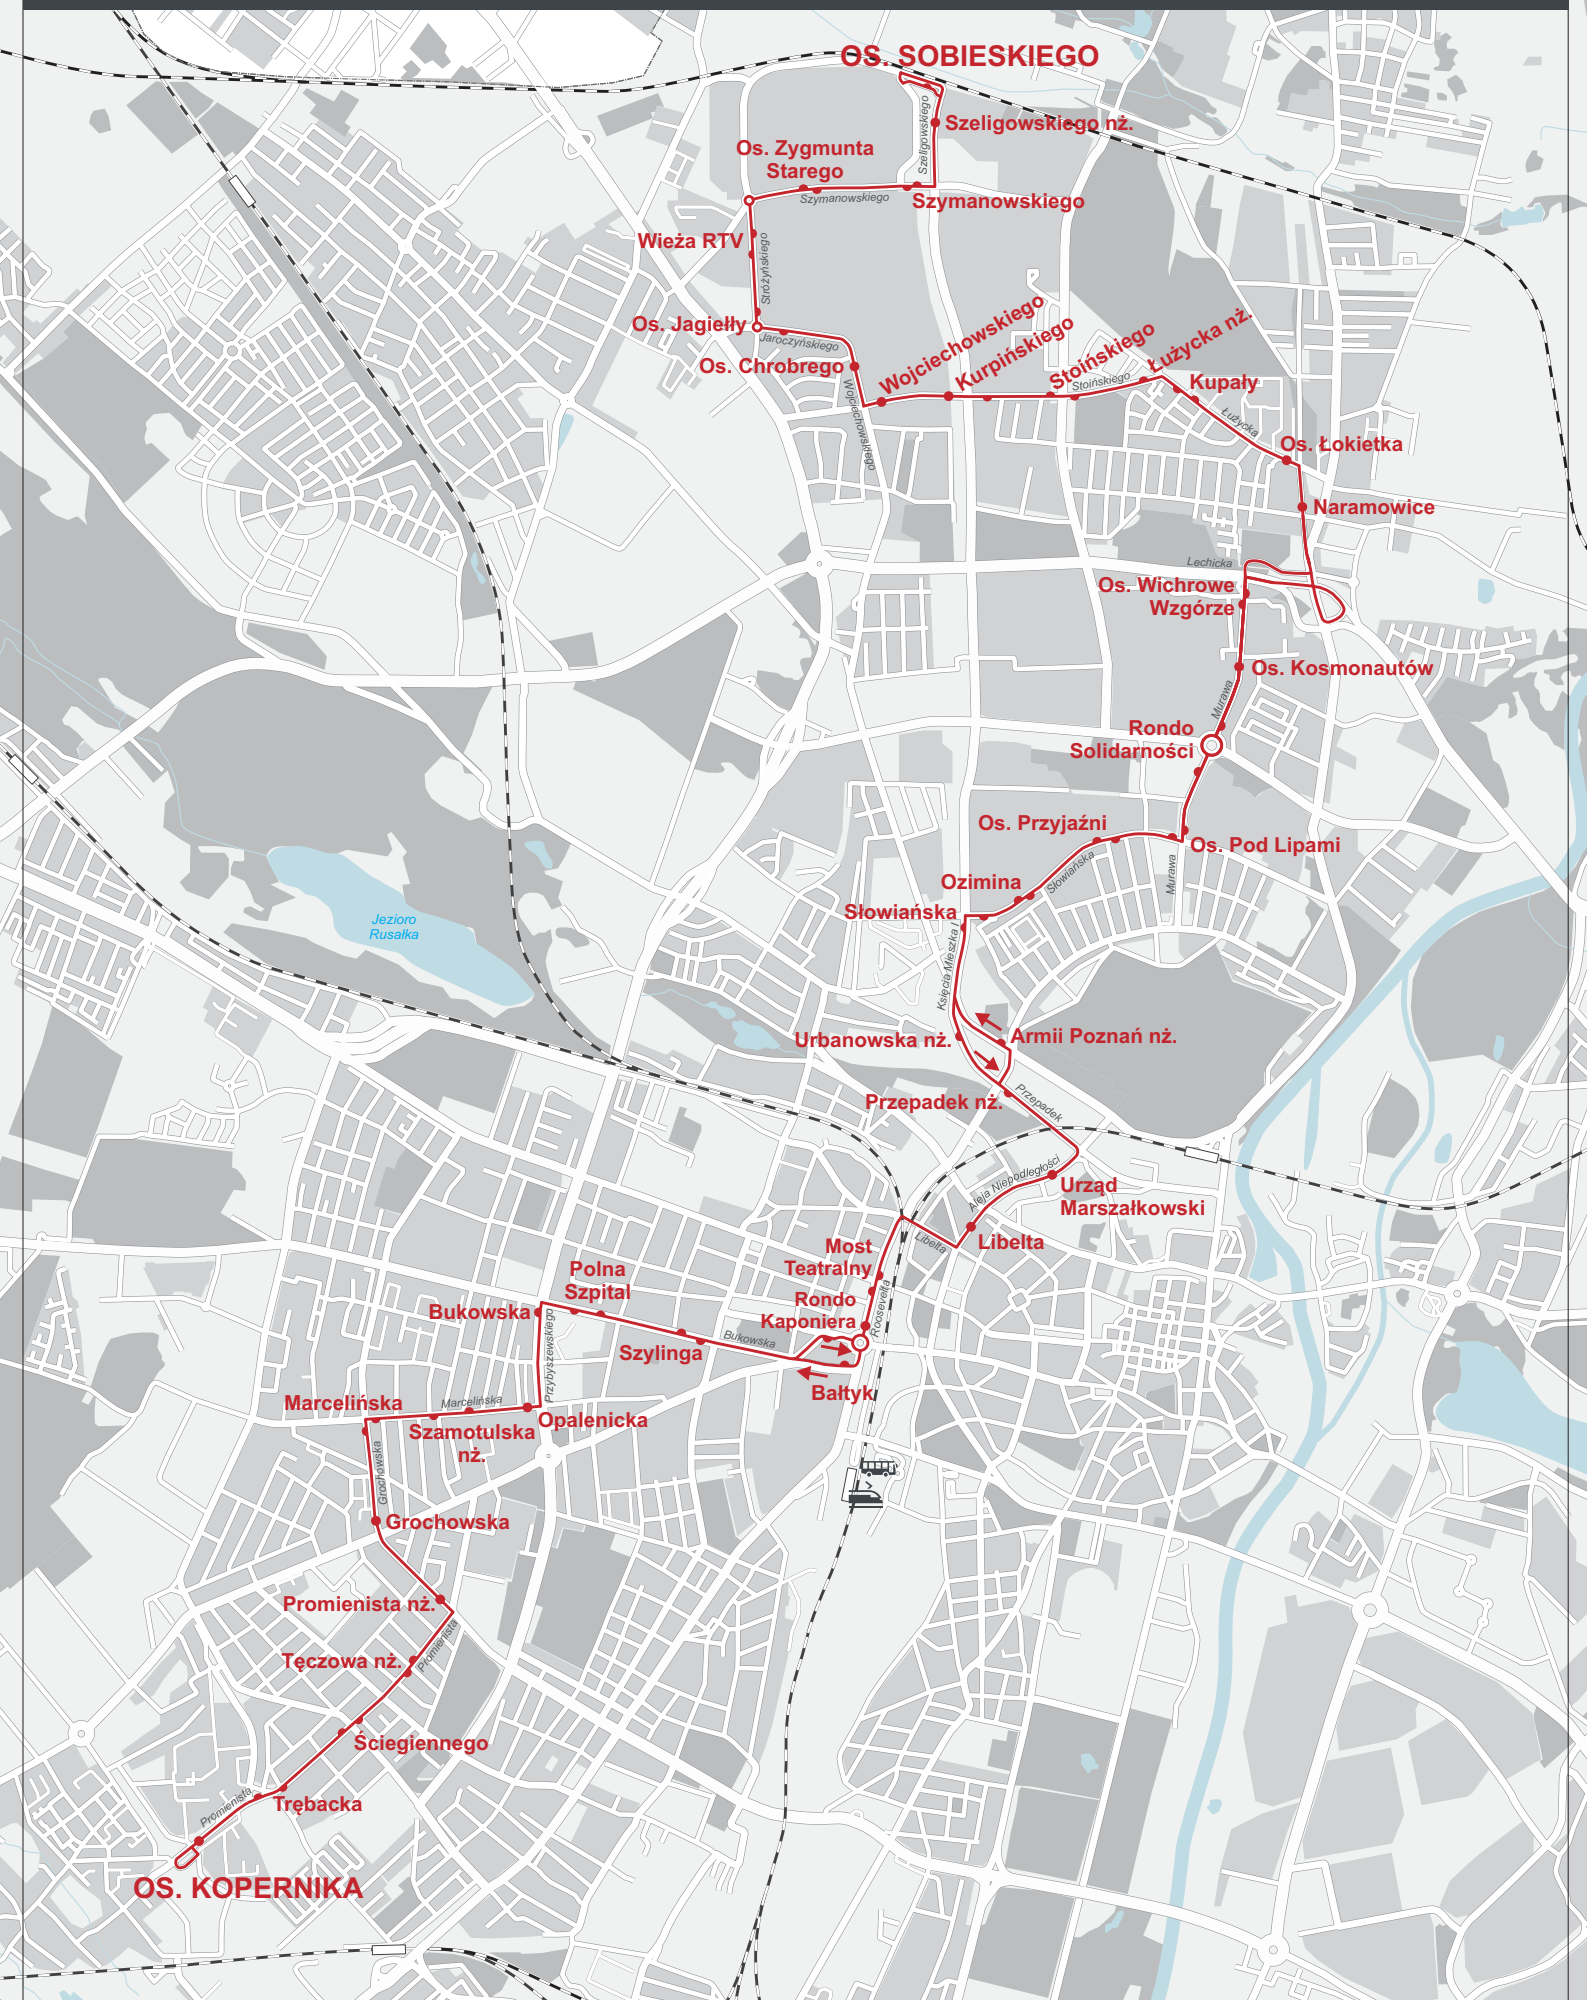 OS. SOBIESKIEGO
Szeligowskiego
Szeligowskiego nż.
Os. Zygmunta
Starego
Szymanowskiego
Szymanowskiego
Wieża RTV
Stróżyńskiego
Os. Jagiełły
Jaroczyńskiego
Os. Chrobrego
Wojciechowskiego
Wojciechowskiego
Kurpińskiego
Stoińskiego
Stoińskiego
Łużycka nż.
Kupały
Łużycka
Os. Łokietka
Naramowice
Lechicka
Os. Wichrowe
Wzgórze
Os. Kosmonautów
Murawa
Rondo
Solidarności
Os. Przyjaźni
Os. Pod Lipami
Słowiańska
Murawa
Ozimina
Słowiańska
Jezioro
Rusałka
Księcia Mieszka I
Urbanowska nż.
Armii Poznań nż.
Przepadek nż.
Przepadek
Aleja Niepodległości
Urząd
Marszałkowski
Libelta
Libelta
Most
Teatralny
Roosevelta
Rondo
Kaponiera
Polna
Szpital
Bukowska
Bukowska
Przybyszewskiego
Szylinga
Bałtyk
Marcelińska
Marcelińska
Szamotulska
nż.
Opalenicka
Grochowska
Grochowska
Promienista nż.
Promienista
Tęczowa nż.
Ściegiennego
Trębacka
Promienista
OS. KOPERNIKA